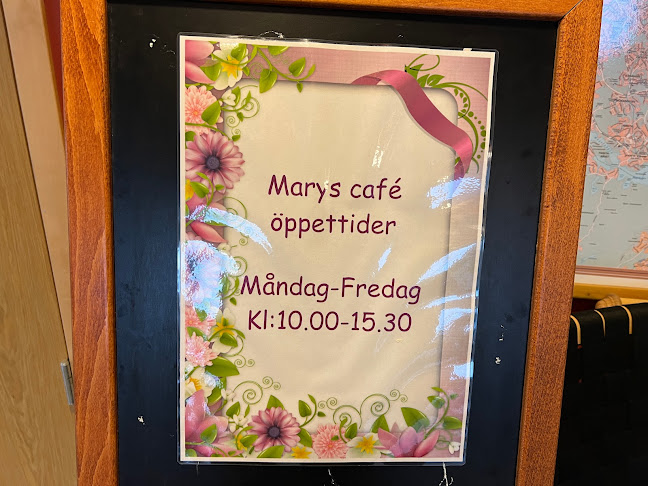 Marys café
öppettider
Måndag-Fredag
Kl:10.00-15.30